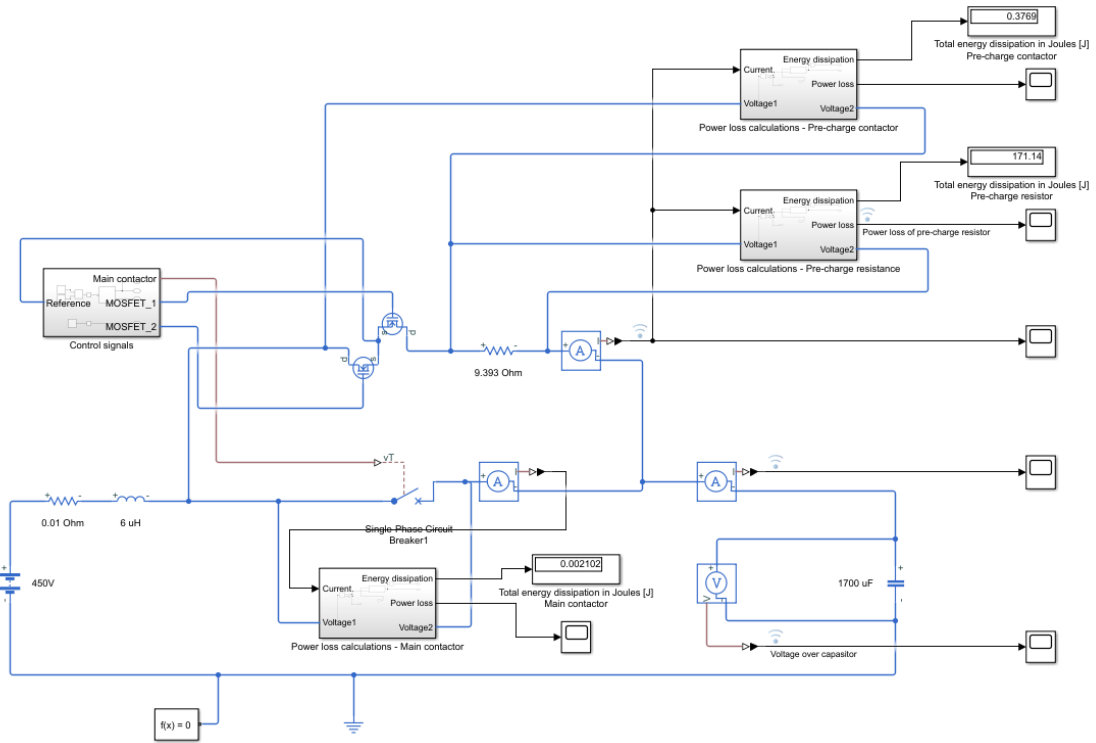 0.3769
Total energy dissipation in Joules [J]
Pre-charge contactor
Energy dissipation
Current.
Power loss
Voltage1
Voltage2
Power loss calculations - Pre-charge contactor
171.14
Total energy dissipation in Joules [J]
Pre-charge resistor
Energy dissipation
Current.
Power loss
Power loss of pre-charge resistor
Voltage1
Voltage2
Power loss calculations - Pre-charge resistance
Main contactor
Reference
MOSFET_1
MOSFET_2
Control signals
s
d
d
s
+
-
9.393 Ohm
+
A
I
-
vT
+
A
I
-
+
A
I
-
+
-
0.01 Ohm
+
-
6 uH
Single Phase Circuit
Breaker1
0.002102
Total energy dissipation in Joules [J]
Main contactor
Energy dissipation
Current.
Power loss
Voltage1
Voltage2
Power loss calculations - Main contactor
+
450V
-
+
V
-
V
+
1700 uF
-
Voltage over capasitor
f(x) = 0